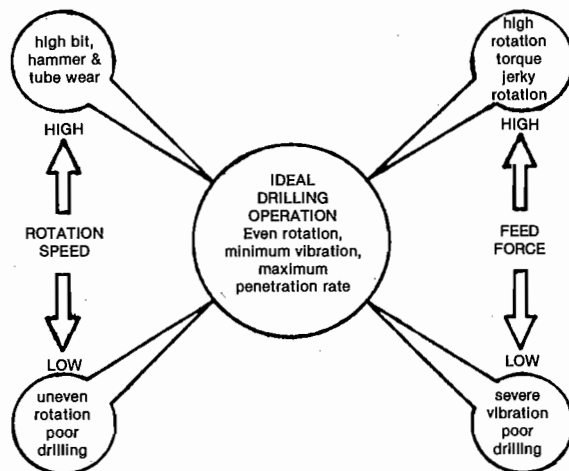 high bit,
hammer &
tube wear
HIGH
ROTATION
SPEED
LOW
uneven
rotation
poor
drilling
IDEAL
DRILLING
OPERATION
Even rotation,
minimum vibration,
maximum
penetration rate
high
rotation
torque
jerky
rotation
HIGH
FEED
FORCE
LOW
severe
vibration
poor
drilling